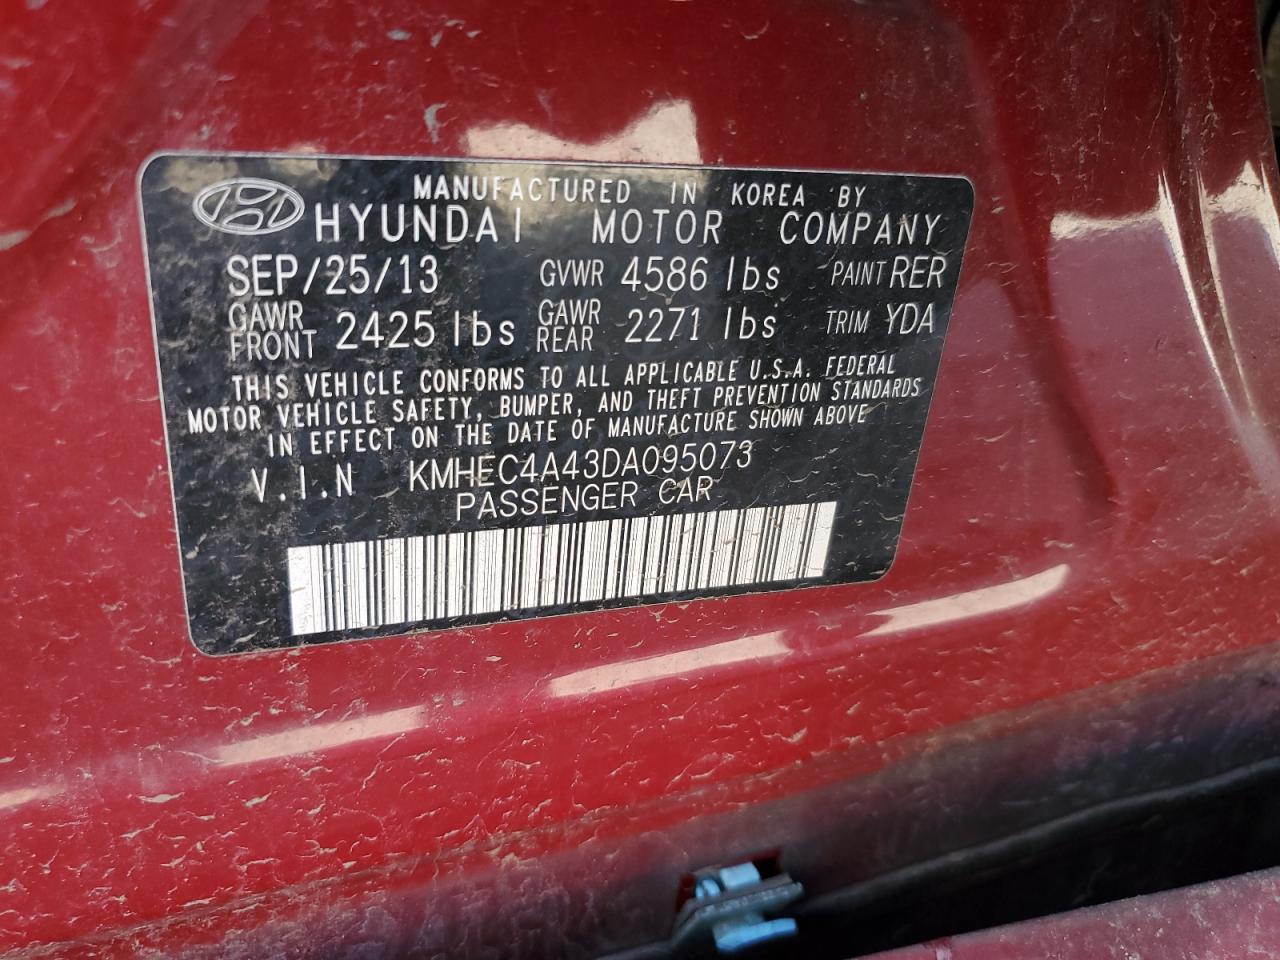 MANUFACTURED IN KOREA BY
HYUNDAI MOTOR COMPANY
SEP/25/13 GVWR 4586 lbs PAINT RER
GAWR FRONT 2425 lbs GAWR REAR 2271 lbs TRIM YDA
THIS VEHICLE CONFORMS TO ALL APPLICABLE U.S.A. FEDERAL
MOTOR VEHICLE SAFETY, BUMPER, AND THEFT PREVENTION STANDARDS
IN EFFECT ON THE DATE OF MANUFACTURE SHOWN ABOVE
V.I.N KMHEC4A43DA095073
PASSENGER CAR